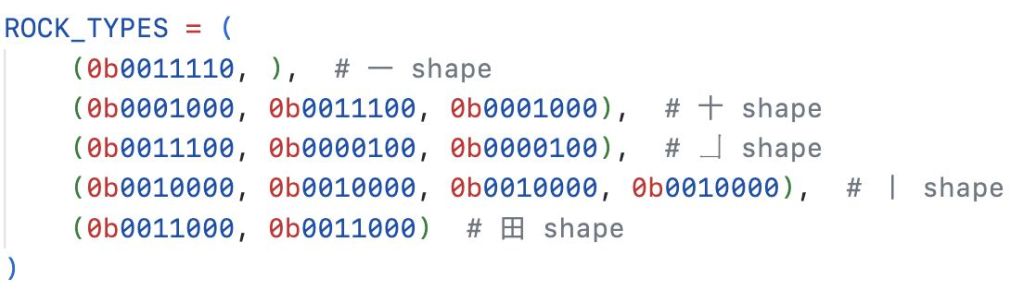 ROCK_TYPES = (
    (0b0011110, ),  # 一 shape
    (0b0001000, 0b0011100, 0b0001000),  # 十 shape
    (0b0011100, 0b0000100, 0b0000100),  # ⏌ shape
    (0b0010000, 0b0010000, 0b0010000, 0b0010000),  # 丨 shape
    (0b0011000, 0b0011000)  # 田 shape
)